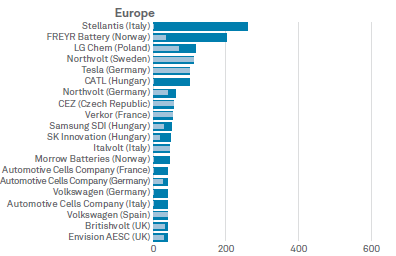 Europe
Stellantis (Italy)
FREYR Battery (Norway)
LG Chem (Poland)
Northvolt (Sweden)
Tesla (Germany)
CATL (Hungary)
Northvolt (Germany)
CEZ (Czech Republic)
Verkor (France)
Samsung SDI (Hungary)
SK Innovation (Hungary)
Italvolt (Italy)
Morrow Batteries (Norway)
Automotive Cells Company (France)
Automotive Cells Company (Germany)
Volkswagen (Germany)
Automotive Cells Company (Italy)
Volkswagen (Spain)
Britishvolt (UK)
Envision AESC (UK)
0 200 400 600